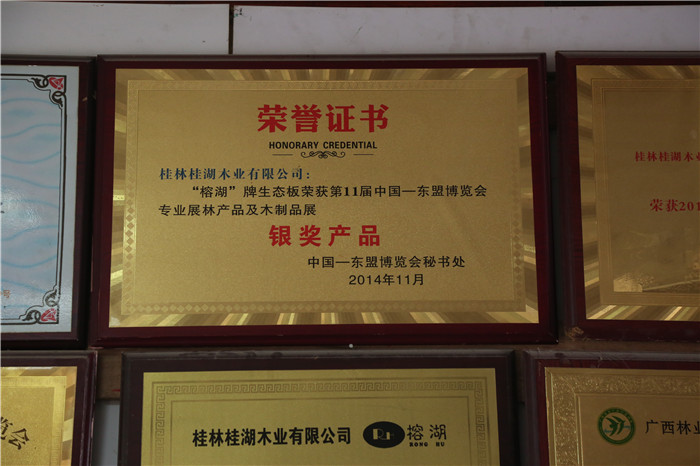 荣誉证书
HONORARY CREDENTIAL
桂林桂湖木业有限公司：
“榕湖”牌生态板荣获第11届中国—东盟博览会
专业展林产品及木制品展
银奖产品
中国—东盟博览会秘书处
2014年11月
桂林桂湖木业
荣获201
号
览会
桂林桂湖木业有限公司
榕湖
RONG HU
广西林业